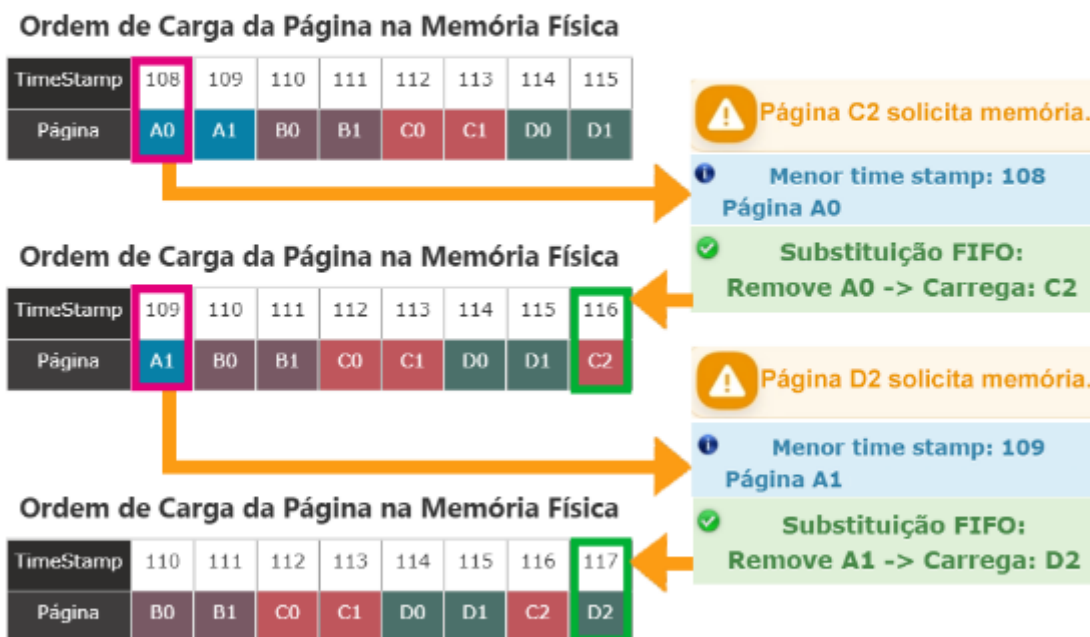 Ordem de Carga da Página na Memória Física
TimeStamp 108 109 110 111 112 113 114 115
Página A0 A1 B0 B1 C0 C1 D0 D1
Página C2 solicita memória.
Menor time stamp: 108
Página A0
Substituição FIFO:
Remove A0 -> Carrega: C2
Ordem de Carga da Página na Memória Física
TimeStamp 109 110 111 112 113 114 115 116
Página A1 B0 B1 C0 C1 D0 D1 C2
Página D2 solicita memória.
Menor time stamp: 109
Página A1
Substituição FIFO:
Remove A1 -> Carrega: D2
Ordem de Carga da Página na Memória Física
TimeStamp 110 111 112 113 114 115 116 117
Página B0 B1 C0 C1 D0 D1 C2 D2